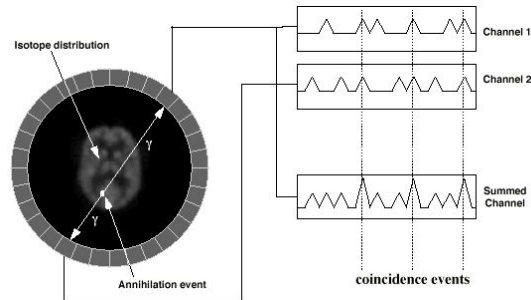 Isotope distribution
γ
γ
Annihilation event
Channel 1
Channel 2
Summed
Channel
coincidence events